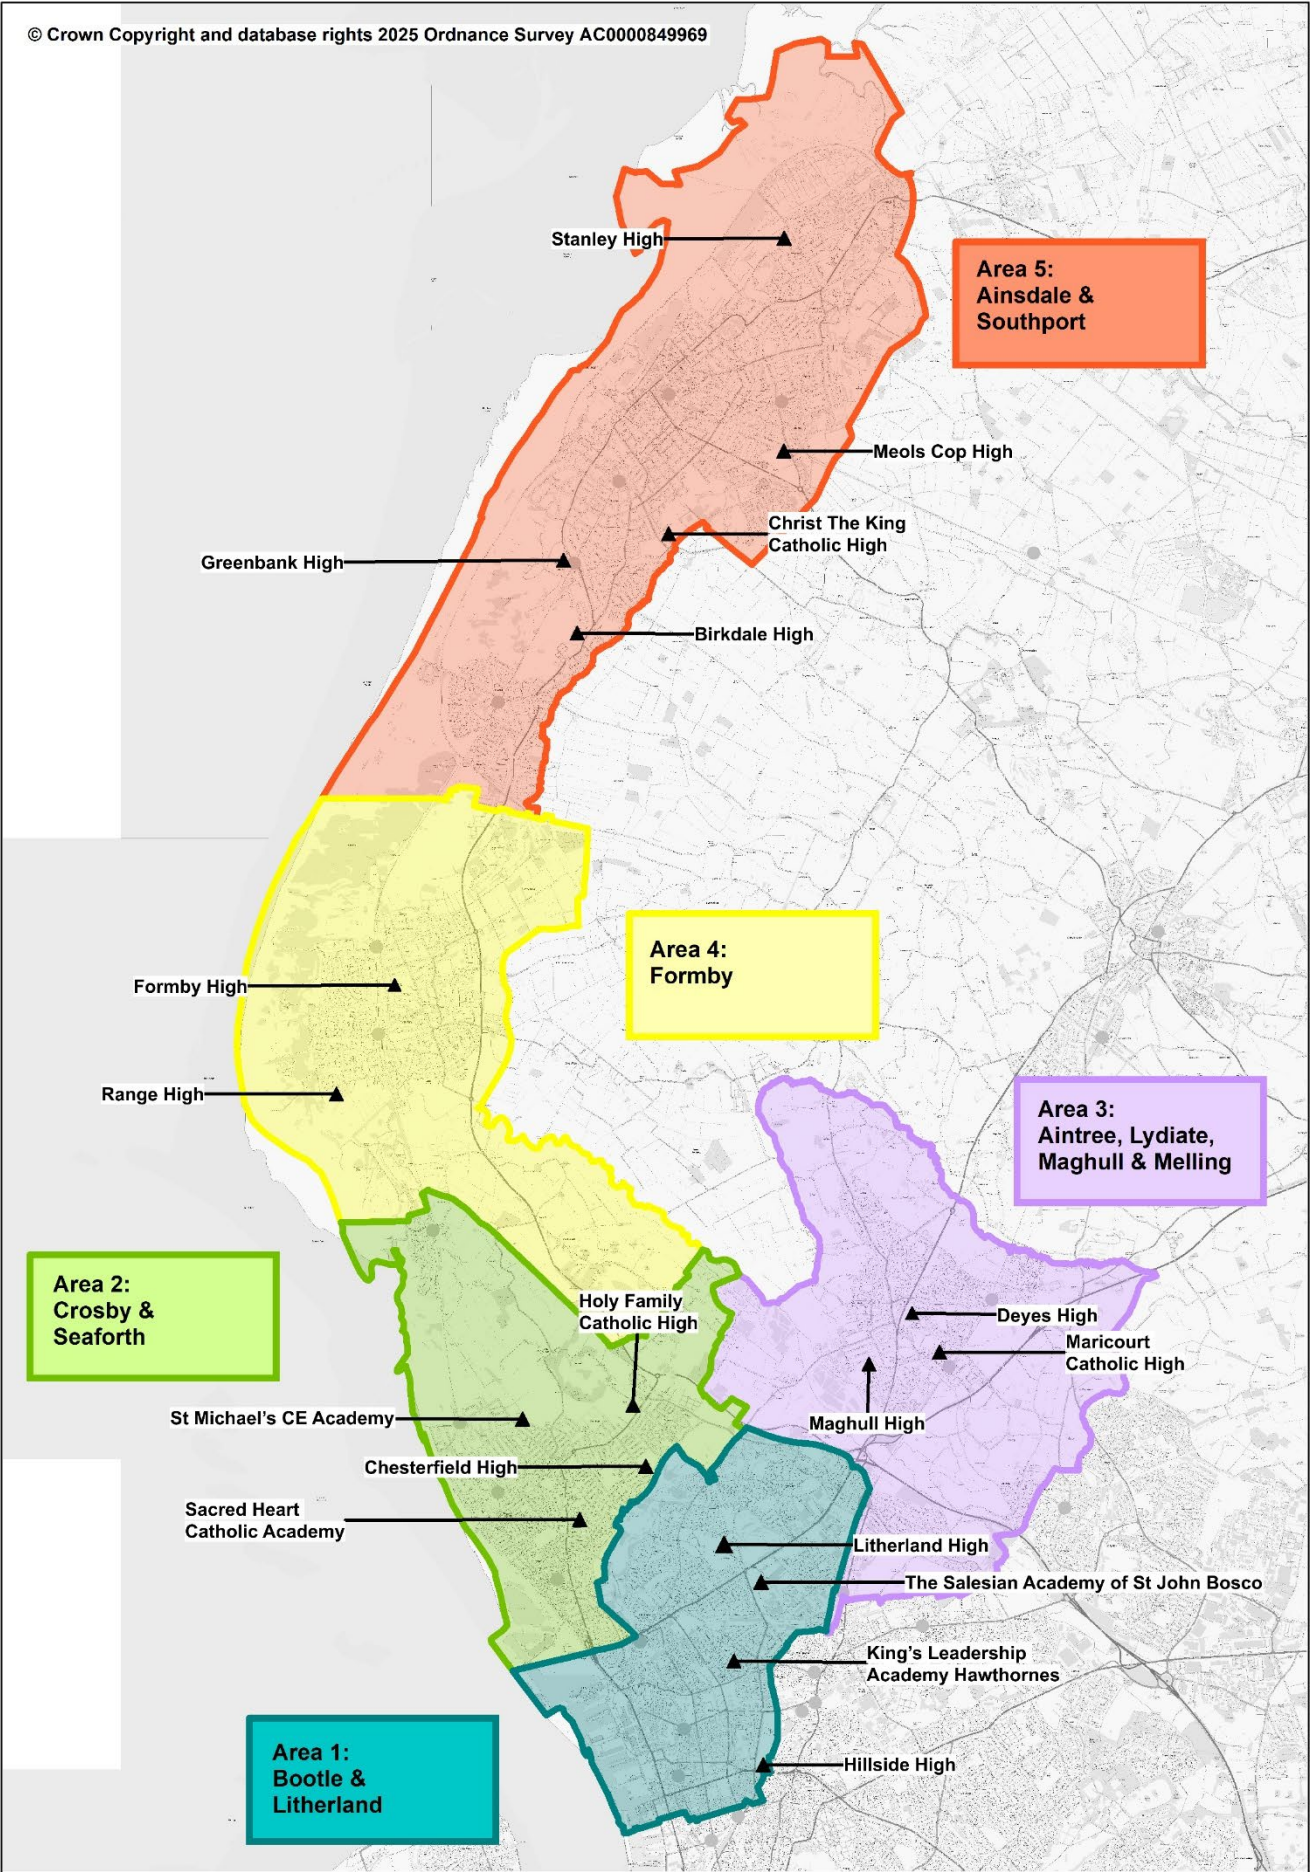 © Crown Copyright and database rights 2025 Ordnance Survey AC0000849969
Stanley High
Area 5:
Ainsdale &
Southport
Meols Cop High
Christ The King
Catholic High
Greenbank High
Birkdale High
Area 4:
Formby
Formby High
Range High
Area 3:
Aintree, Lydiate,
Maghull & Melling
Area 2:
Crosby &
Seaforth
Holy Family
Catholic High
Deyes High
Maricourt
Catholic High
St Michael's CE Academy
Maghull High
Chesterfield High
Sacred Heart
Catholic Academy
Litherland High
The Salesian Academy of St John Bosco
King's Leadership
Academy Hawthornes
Area 1:
Bootle &
Litherland
Hillside High